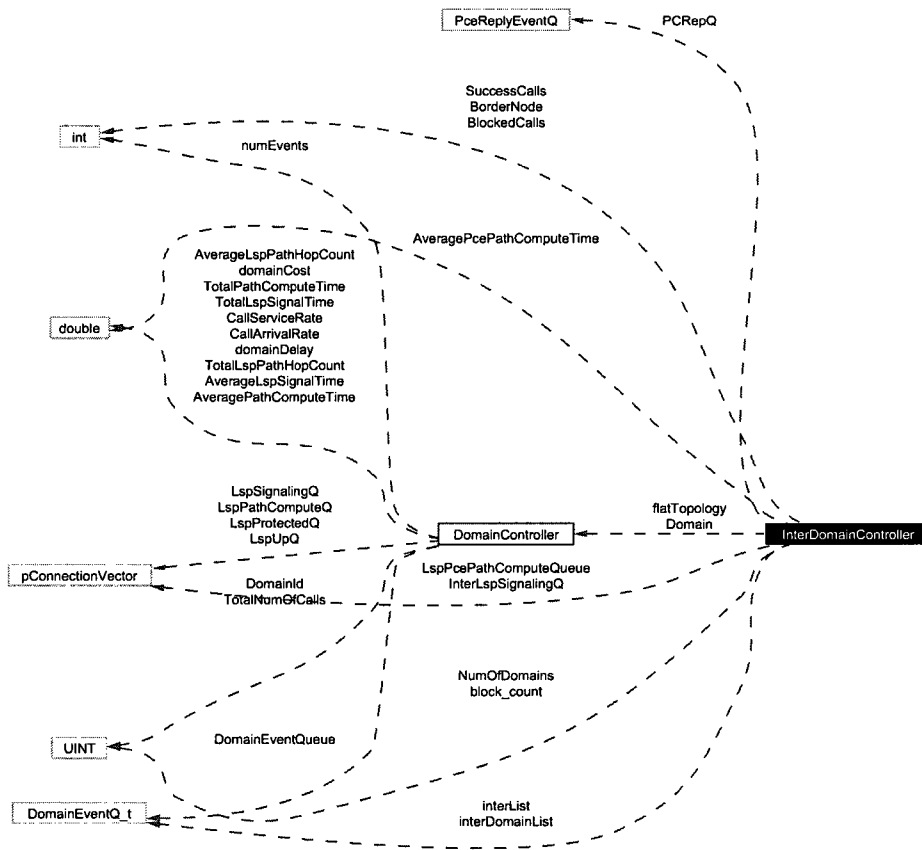 PceReplyEventQ
PCRepQ
SuccessCalls
BorderNode
BlockedCalls
int
numEvents
AveragePcePathComputeTime
AverageLspPathHopCount
domainCost
TotalPathComputeTime
TotalLspSignalTime
CallServiceRate
CallArrivalRate
domainDelay
TotalLspPathHopCount
AverageLspSignalTime
AveragePathComputeTime
double
LspSignalingQ
LspPathComputeQ
LspProtectedQ
LspUpQ
flatTopology
Domain
DomainController
InterDomainController
pConnectionVector
DomainId
TotalNumOfCalls
LspPcePathComputeQueue
InterLspSignalingQ
NumOfDomains
block_count
UINT
DomainEventQueue
DomainEventQ_t
interList
interDomainList